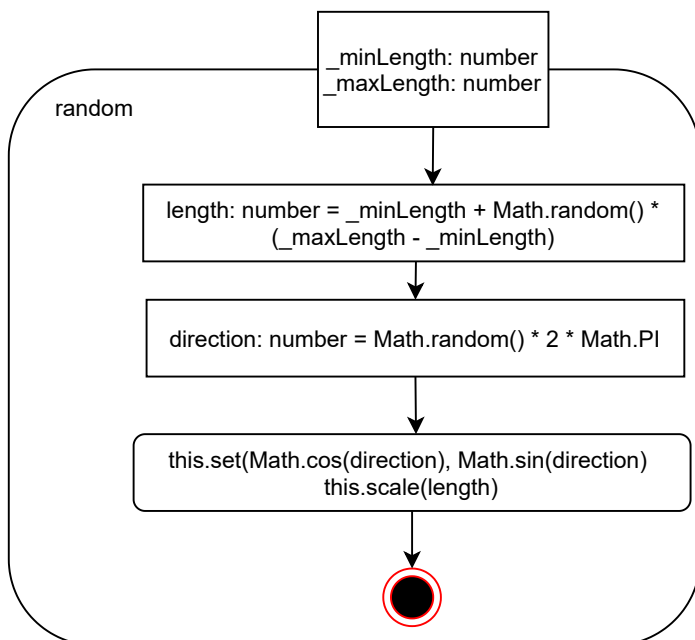 _minLength: number
_maxLength: number
random
length: number = _minLength + Math.random() *
(_maxLength - _minLength)
direction: number = Math.random() * 2 * Math.PI
this.set(Math.cos(direction), Math.sin(direction)
this.scale(length)